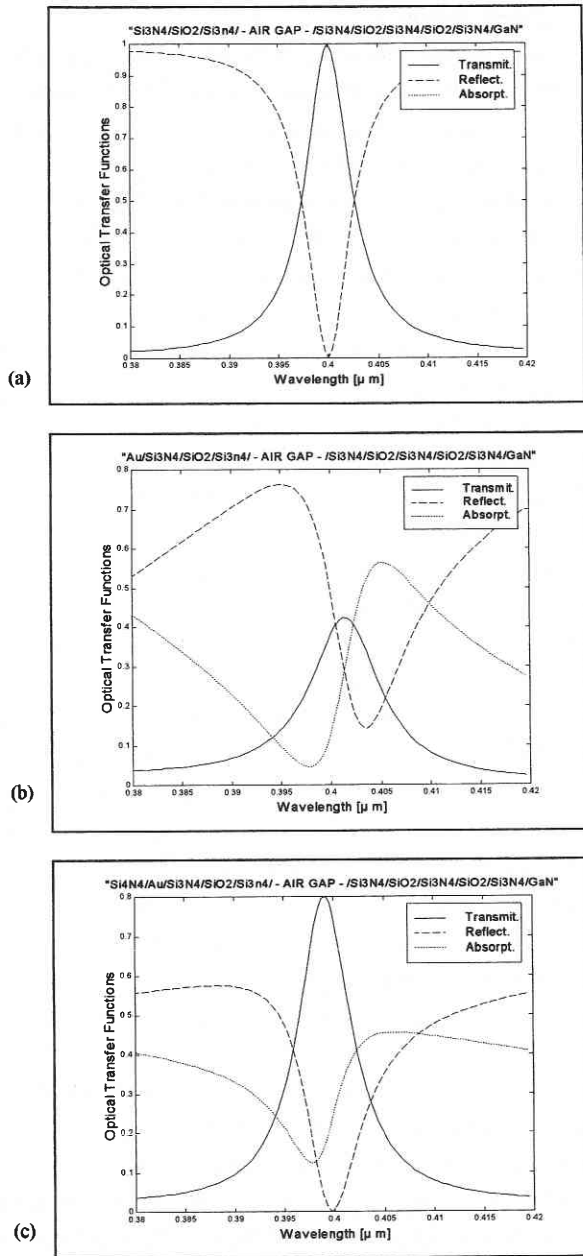 "Si3N4/SiO2/Si3n4/ - AIR GAP - /Si3N4/SiO2/Si3N4/SiO2/Si3N4/GaN"
Transmit.
Reflect.
Absorpt.
Optical Transfer Functions
1
0.9
0.8
0.7
0.6
0.5
0.4
0.3
0.2
0.1
0
0.38 0.385 0.39 0.395 0.4 0.405 0.41 0.415 0.42
Wavelength [µ m]
(a)
"Au/Si3N4/SiO2/Si3n4/ - AIR GAP - /Si3N4/SiO2/Si3N4/SiO2/Si3N4/GaN"
Transmit.
Reflect.
Absorpt.
Optical Transfer Functions
0.8
0.7
0.6
0.5
0.4
0.3
0.2
0.1
0
0.38 0.385 0.39 0.395 0.4 0.405 0.41 0.415 0.42
Wavelength [µ m]
(b)
"Si4N4/Au/Si3N4/SiO2/Si3n4/ - AIR GAP - /Si3N4/SiO2/Si3N4/SiO2/Si3N4/GaN"
Transmit.
Reflect.
Absorpt.
Optical Transfer Functions
0.8
0.7
0.6
0.5
0.4
0.3
0.2
0.1
0
0.38 0.385 0.39 0.395 0.4 0.405 0.41 0.415 0.42
Wavelength [µ m]
(c)